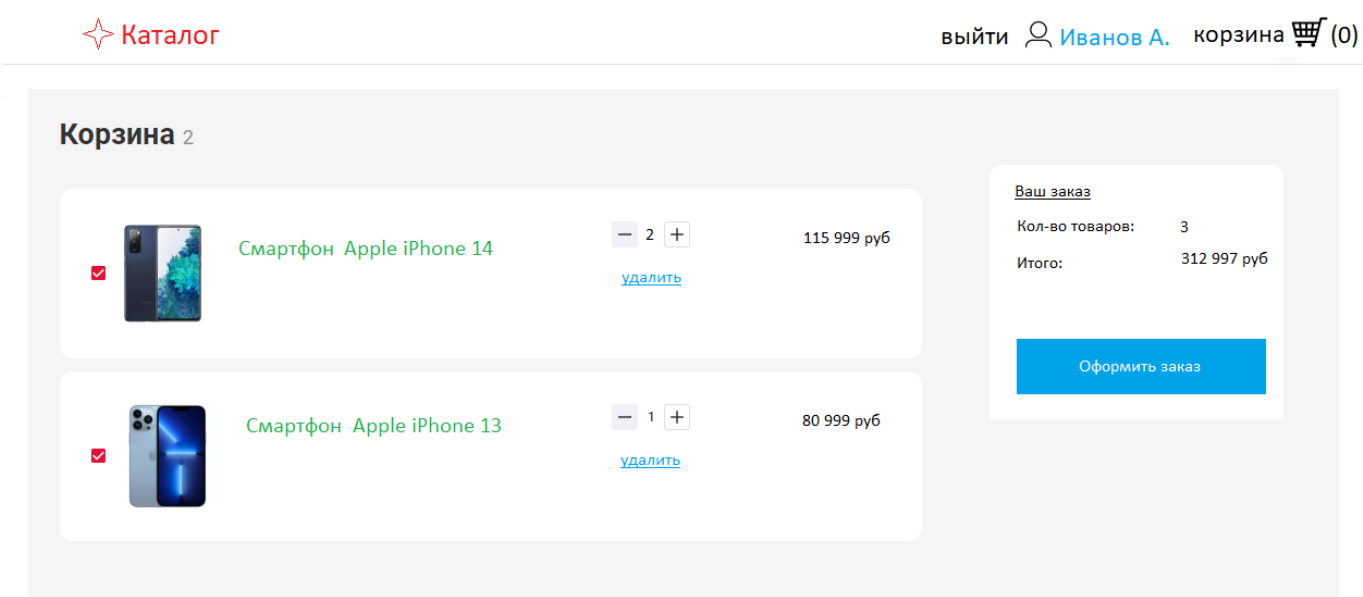 Каталог
выйти Иванов А. корзина (0)
Корзина 2
Смартфон Apple iPhone 14
2
удалить
115 999 руб
Смартфон Apple iPhone 13
1
удалить
80 999 руб
Ваш заказ
Кол-во товаров: 3
Итого: 312 997 руб
Оформить заказ